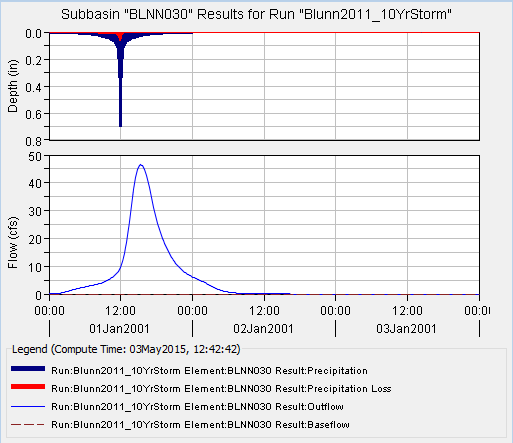 Subbasin "BLNN030" Results for Run "Blunn2011_10YrStorm"
Depth (in)
0.0
0.2
0.4
0.6
0.8
Flow (cfs)
50
40
30
20
10
0
00:00 12:00 00:00 12:00 00:00 12:00 00:0
01Jan2001 02Jan2001 03Jan2001
Legend (Compute Time: 03May2015, 12:42:42)
Run:Blunn2011_10YrStorm Element:BLNN030 Result:Precipitation
Run:Blunn2011_10YrStorm Element:BLNN030 Result:Precipitation Loss
Run:Blunn2011_10YrStorm Element:BLNN030 Result:Outflow
Run:Blunn2011_10YrStorm Element:BLNN030 Result:Baseflow